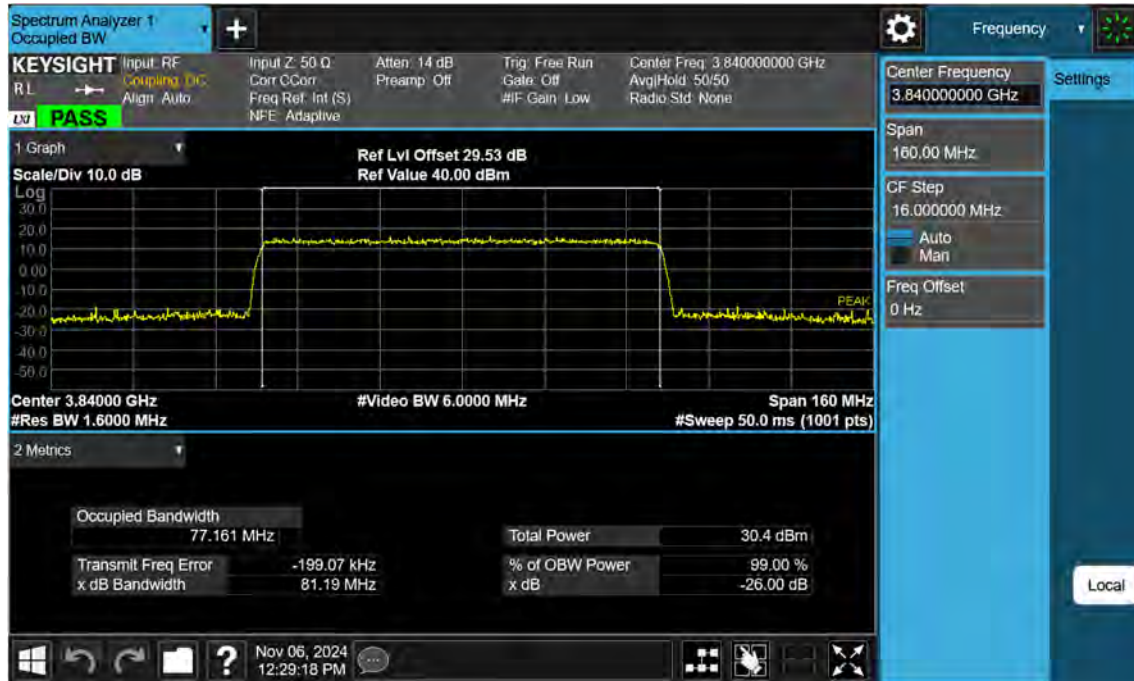 Spectrum Analyzer 1
Occupied BW
+
Frequency
KEYSIGHT
Input: RF
Input Z: 50 Ω
Atten: 14 dB
Trig: Free Run
Center Freq: 3.840000000 GHz
RL
Coupling: DC
Corr CCorr
Preamp: Off
Gate: Off
Avg|Hold: 50/50
Align: Auto
Freq Ref: Int (S)
#IF Gain: Low
Radio Std: None
NFE: Adaptive
LXI
PASS
1 Graph
Scale/Div 10.0 dB
Ref Lvl Offset 29.53 dB
Ref Value 40.00 dBm
Log
30.0
20.0
10.0
0.00
-10.0
-20.0
-30.0
-40.0
-50.0
PEAK
Center 3.84000 GHz
#Video BW 6.0000 MHz
Span 160 MHz
#Res BW 1.6000 MHz
#Sweep 50.0 ms (1001 pts)
2 Metrics
Occupied Bandwidth
77.161 MHz
Total Power
30.4 dBm
Transmit Freq Error
-199.07 kHz
% of OBW Power
99.00 %
x dB Bandwidth
81.19 MHz
x dB
-26.00 dB
Center Frequency
3.840000000 GHz
Settings
Span
160.00 MHz
CF Step
16.000000 MHz
Auto
Man
Freq Offset
0 Hz
Local
?
Nov 06, 2024
12:29:18 PM